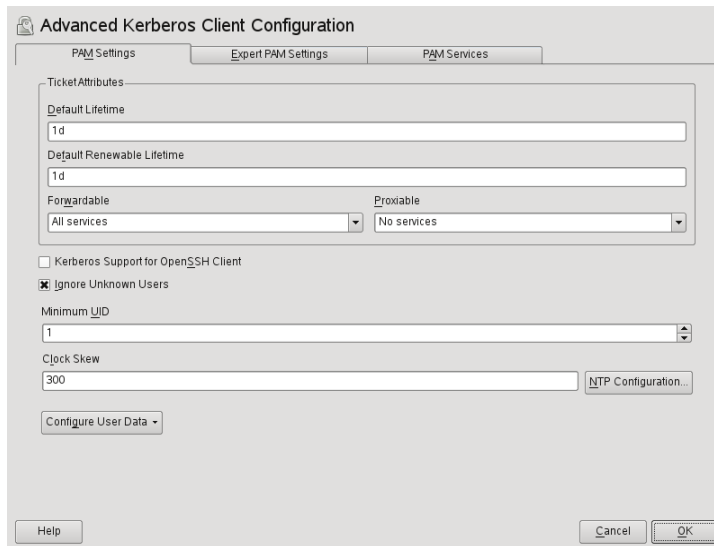 Advanced Kerberos Client Configuration
PAM Settings
Expert PAM Settings
PAM Services
Ticket Attributes
Default Lifetime
1d
Default Renewable Lifetime
1d
Forwardable
Proxiable
All services
No services
Kerberos Support for OpenSSH Client
Ignore Unknown Users
Minimum UID
1
Clock Skew
300
NTP Configuration...
Configure User Data
Help
Cancel
OK